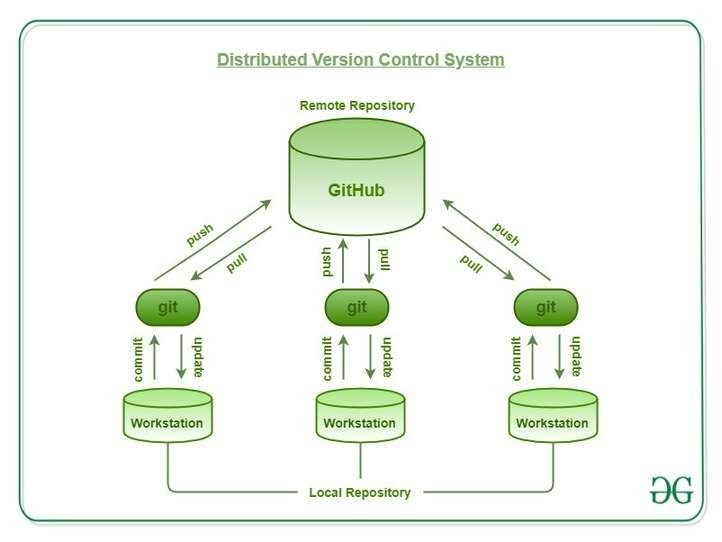 Distributed Version Control System
Remote Repository
GitHub
push
pull
push
pull
push
pull
git
git
git
commit
update
commit
update
commit
update
Workstation
Workstation
Workstation
Local Repository